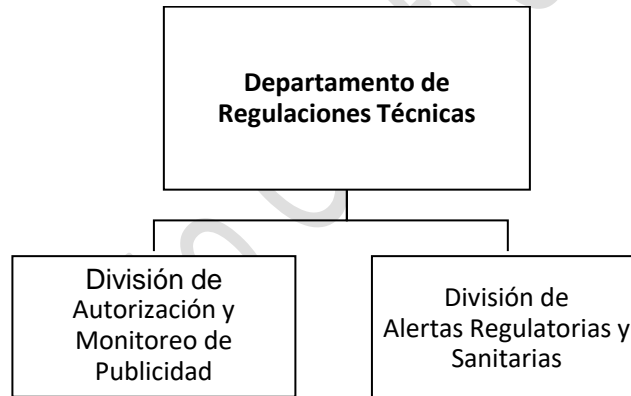 Departamento de
Regulaciones Técnicas
División de
Autorización y
Monitoreo de
Publicidad
División de
Alertas Regulatorias y
Sanitarias